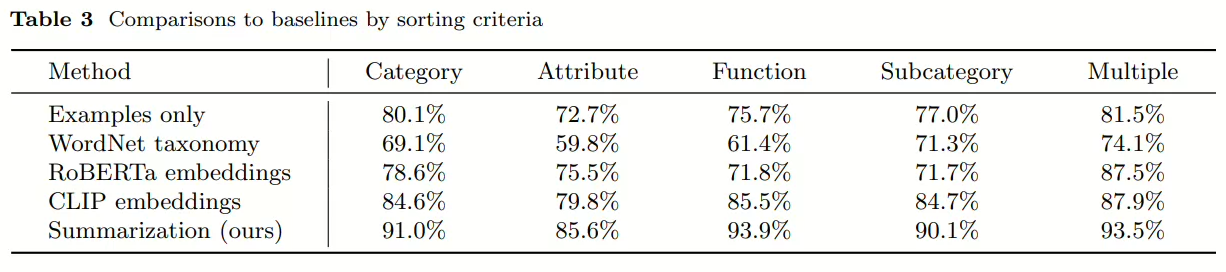 Table 3 Comparisons to baselines by sorting criteria
Method Category Attribute Function Subcategory Multiple
Examples only 80.1% 72.7% 75.7% 77.0% 81.5%
WordNet taxonomy 69.1% 59.8% 61.4% 71.3% 74.1%
RoBERTa embeddings 78.6% 75.5% 71.8% 71.7% 87.5%
CLIP embeddings 84.6% 79.8% 85.5% 84.7% 87.9%
Summarization (ours) 91.0% 85.6% 93.9% 90.1% 93.5%